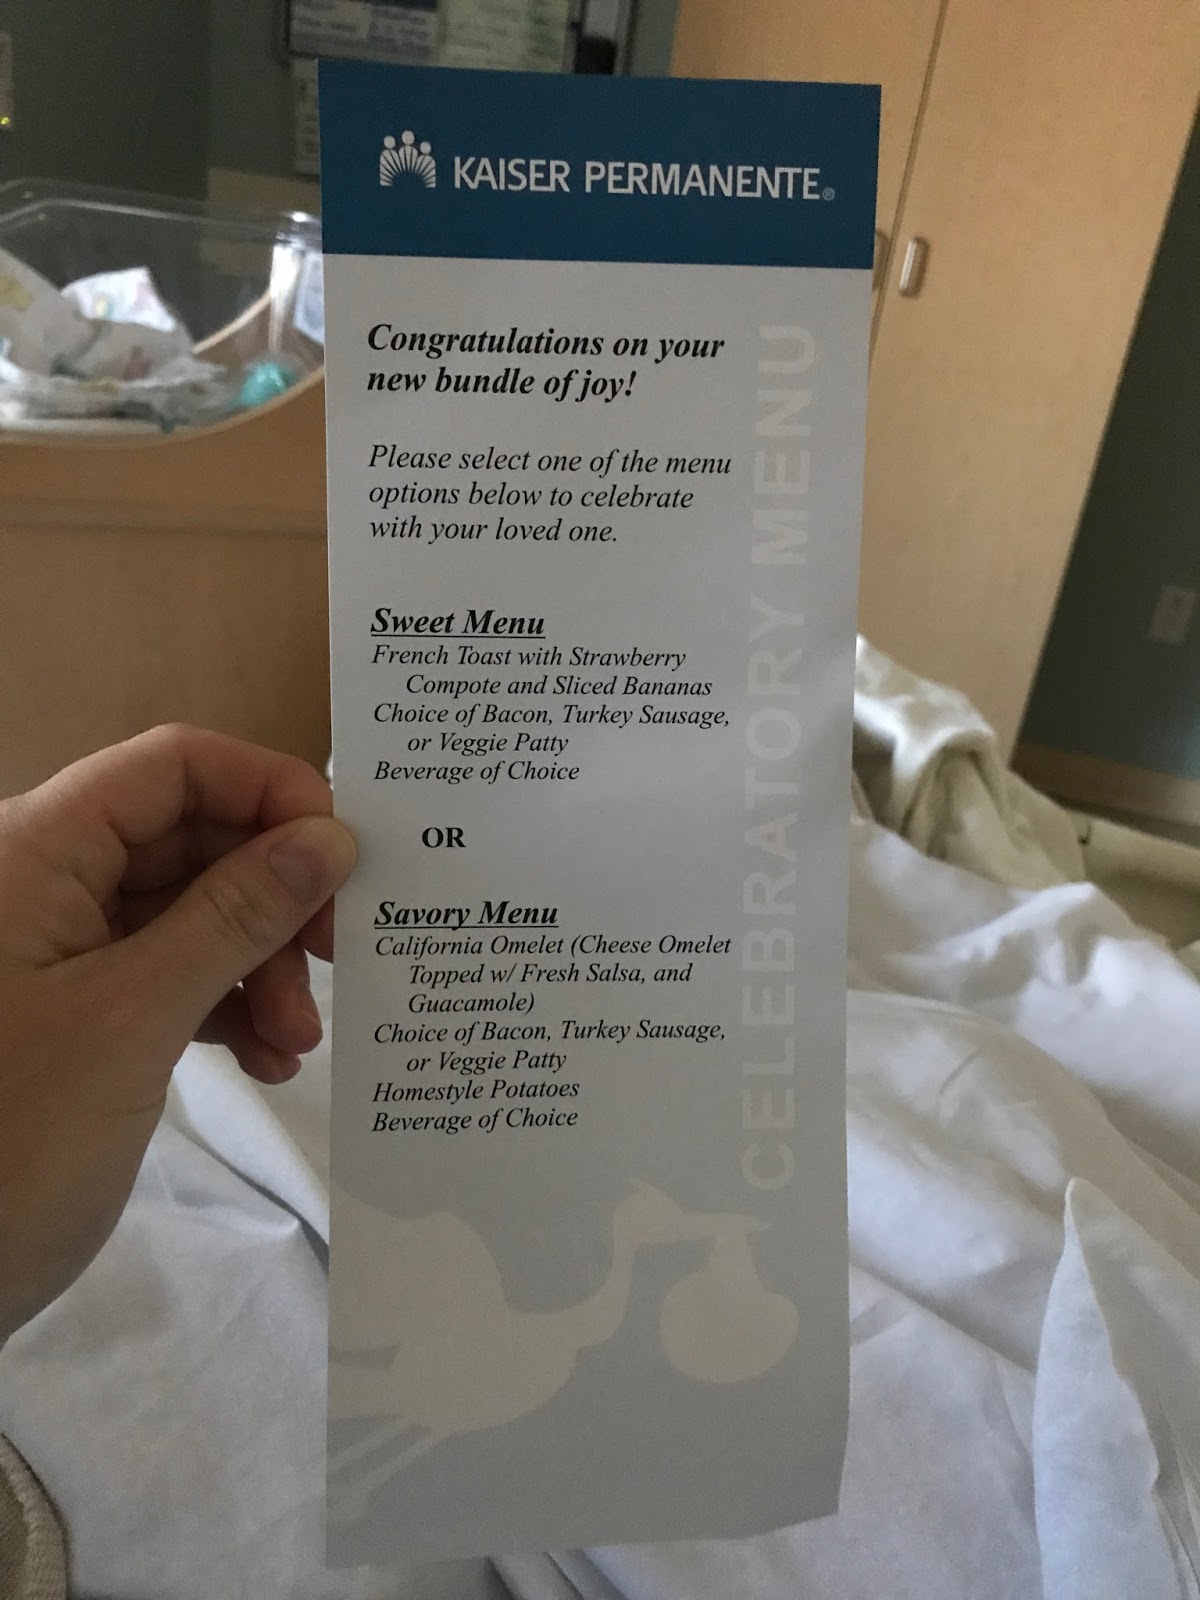 KAISER PERMANENTE®
Congratulations on your
new bundle of joy!
Please select one of the menu
options below to celebrate
with your loved one.
Sweet Menu
French Toast with Strawberry
Compote and Sliced Bananas
Choice of Bacon, Turkey Sausage,
or Veggie Patty
Beverage of Choice
OR
Savory Menu
California Omelet (Cheese Omelet
Topped w/ Fresh Salsa, and
Guacamole)
Choice of Bacon, Turkey Sausage,
or Veggie Patty
Homestyle Potatoes
Beverage of Choice
CELEBRATORY MENU